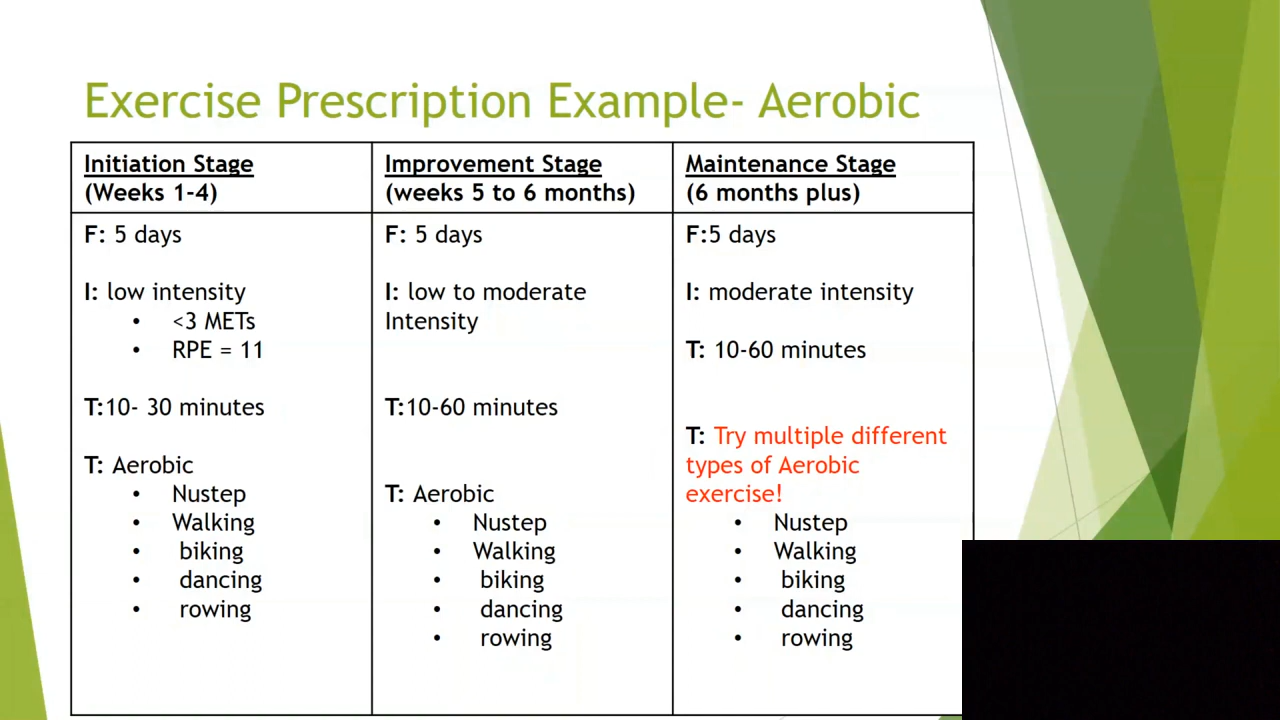 Exercise Prescription Example- Aerobic
Initiation Stage
(Weeks 1-4)
F: 5 days
I: low intensity
• <3 METs
• RPE = 11
T:10- 30 minutes
T: Aerobic
• Nustep
• Walking
• biking
• dancing
• rowing
Improvement Stage
(weeks 5 to 6 months)
F: 5 days
I: low to moderate
Intensity
T:10-60 minutes
T: Aerobic
• Nustep
• Walking
• biking
• dancing
• rowing
Maintenance Stage
(6 months plus)
F:5 days
I: moderate intensity
T: 10-60 minutes
T: Try multiple different
types of Aerobic
exercise!
• Nustep
• Walking
• biking
• dancing
• rowing